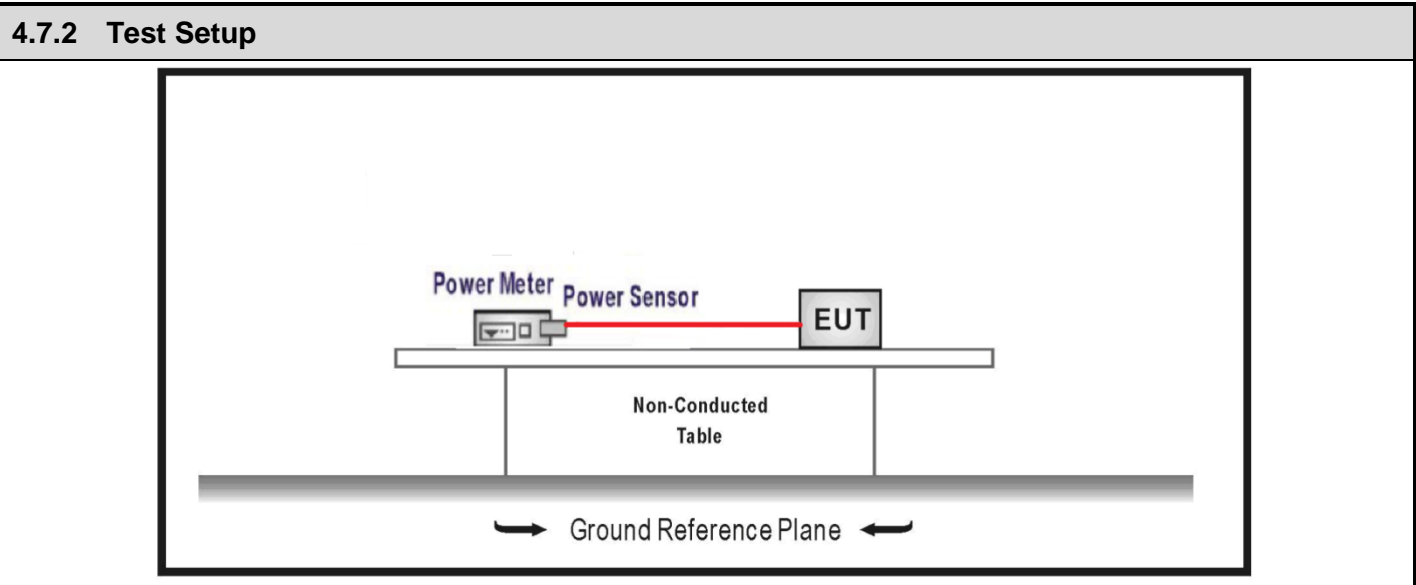 4.7.2 Test Setup
Power Meter
Power Sensor
EUT
Non-Conducted
Table
Ground Reference Plane